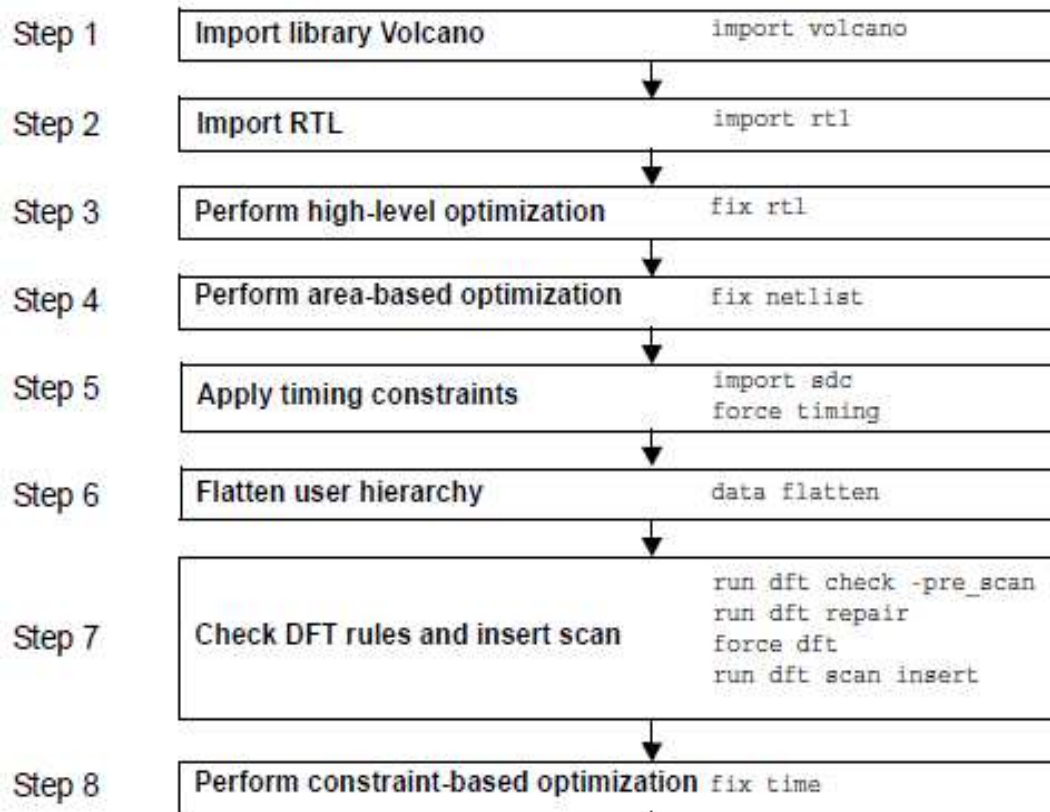 Step 1 Import library Volcano import volcano
Step 2 Import RTL import rtl
Step 3 Perform high-level optimization fix rtl
Step 4 Perform area-based optimization fix netlist
Step 5 Apply timing constraints import sdc
force timing
Step 6 Flatten user hierarchy data flatten
Step 7 Check DFT rules and insert scan run dft check -pre_scan
run dft repair
force dft
run dft scan insert
Step 8 Perform constraint-based optimization fix time